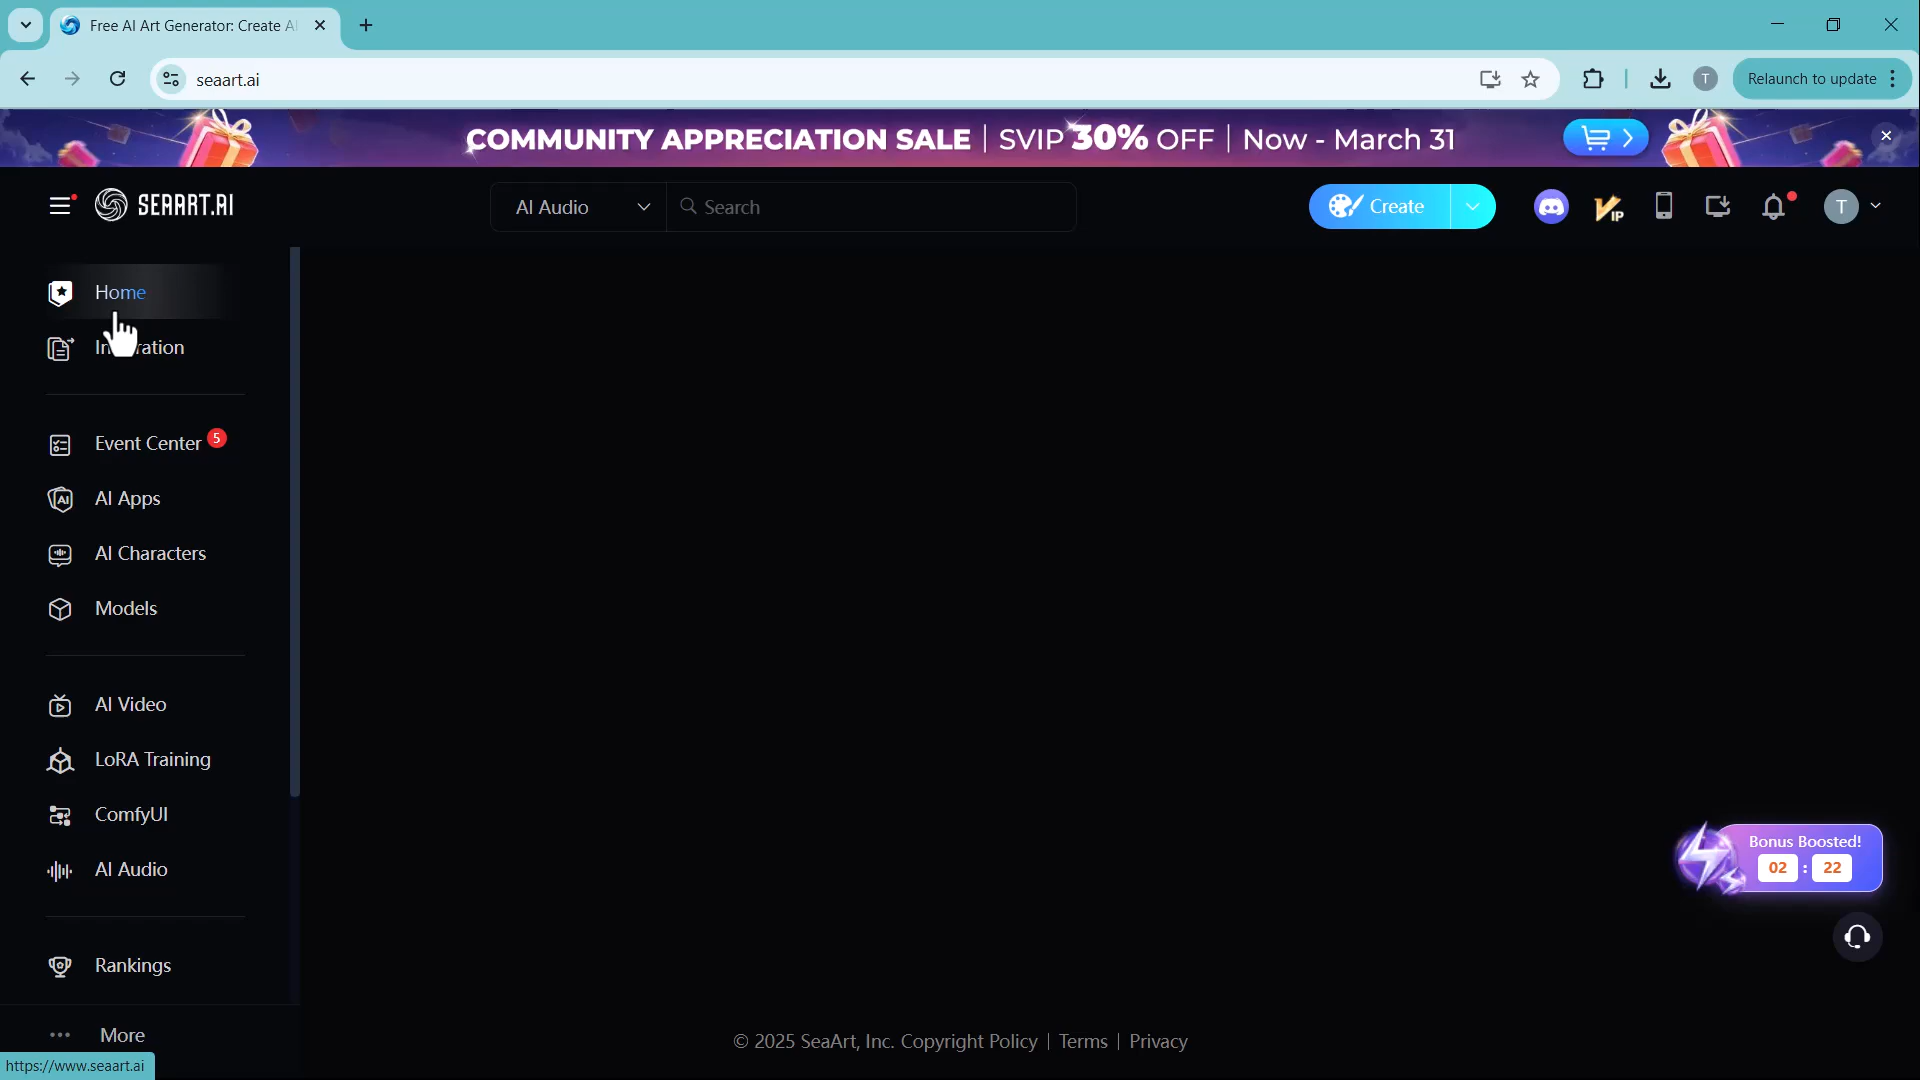 Free AI Art Generator: Create AI
seaart.ai
T
Relaunch to update
COMMUNITY APPRECIATION SALE | SVIP 30% OFF | Now - March 31
SEAART.AI
AI Audio
Search
Create
VIP
T
Home
Event Center 5
AI Apps
AI Characters
Models
AI Video
LoRA Training
ComfyUI
AI Audio
Rankings
More
Bonus Boosted!
02 : 22
© 2025 SeaArt, Inc. Copyright Policy | Terms | Privacy
https://www.seaart.ai